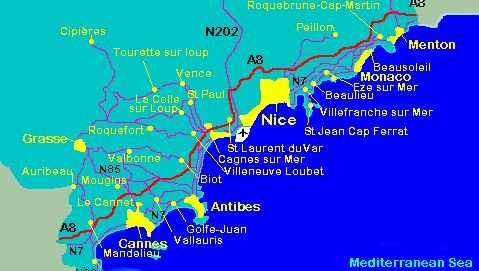 Roquebrune-Cap-Martin
A8
N202
Peillon
Cipières
Menton
Tourette sur loup
A8
Beausoleil
Vence
N7
Monaco
La Colle
sur Loup
St Paul
Eze sur Mer
Beaulieu
Nice
Villefranche sur Mer
Roquefort
St Jean Cap Ferrat
Grasse
St Laurent du Var
Valbonne
Cagnes sur Mer
N85
Villeneuve Loubet
Auribeau
Mougins
Biot
Le Cannet
Antibes
N7
A8
Golfe-Juan
Cannes
Vallauris
N7
Mandelieu
Mediterranean Sea